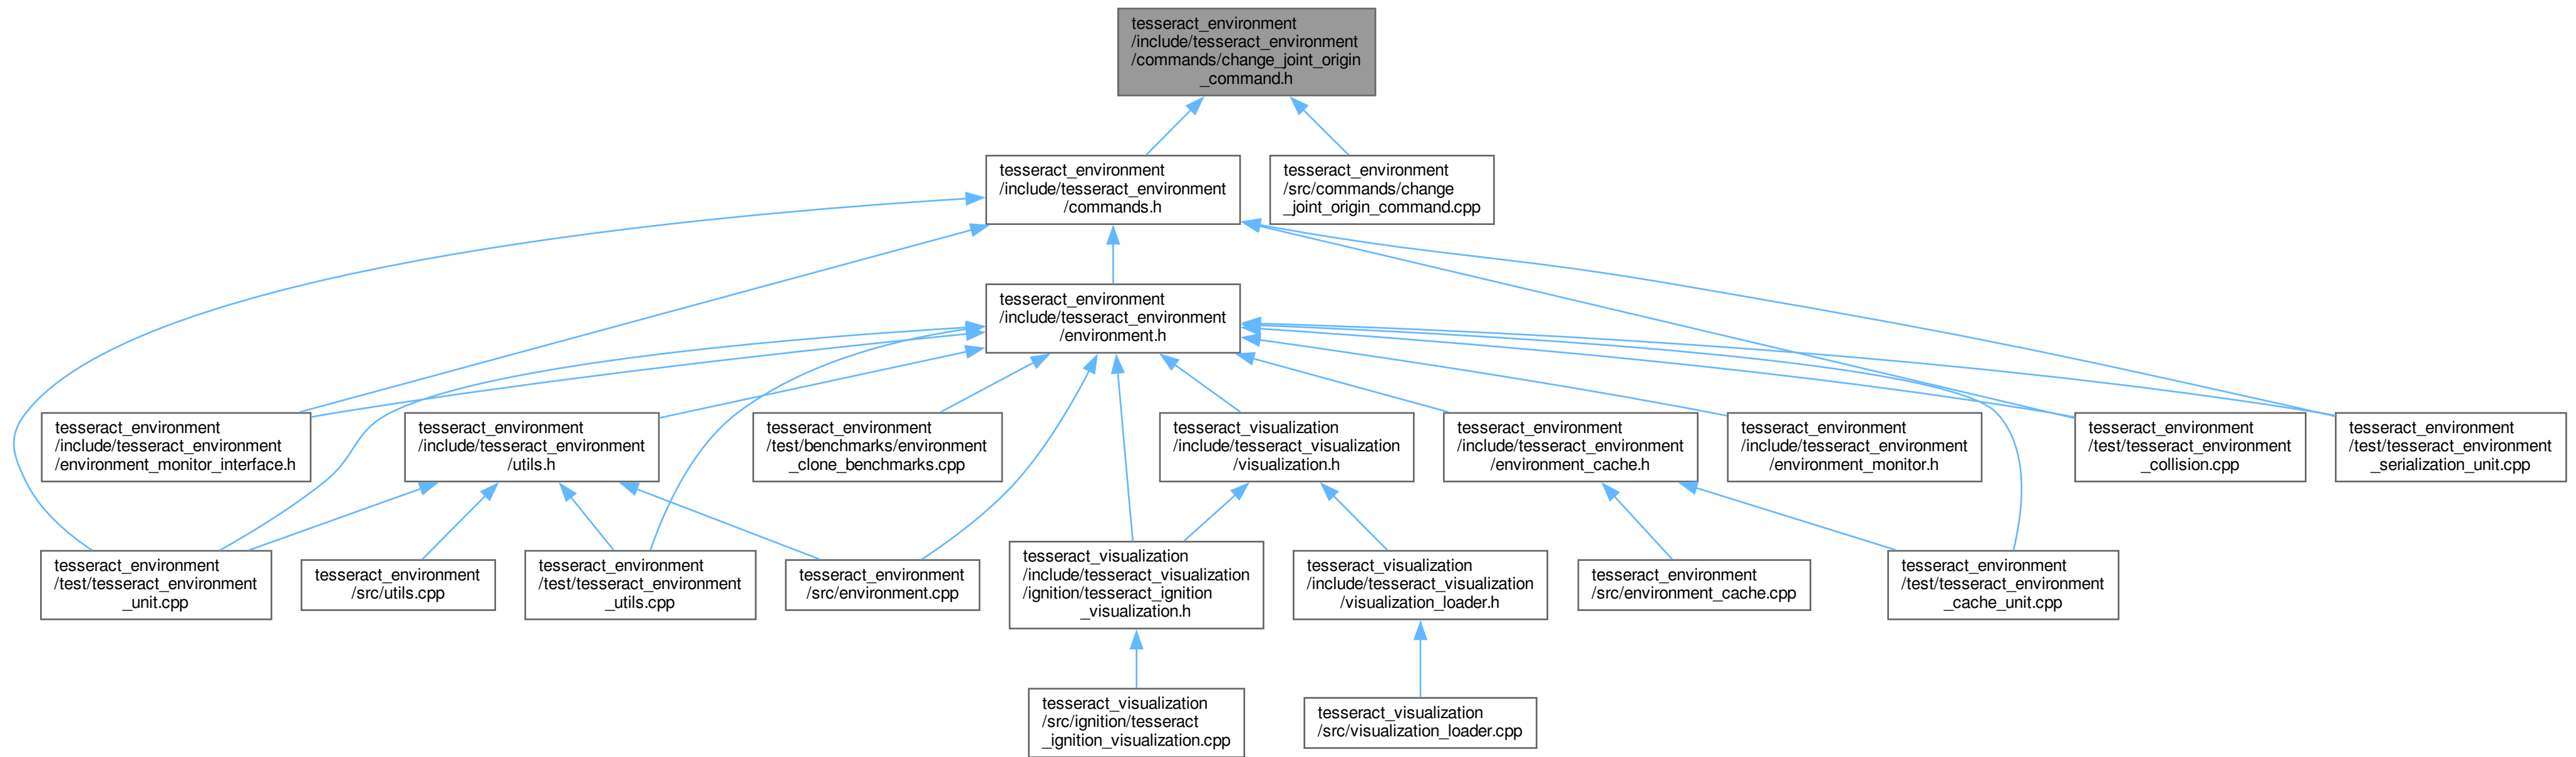 tesseract_environment
/include/tesseract_environment
/commands/change_joint_origin
_command.h
tesseract_environment
/include/tesseract_environment
/commands.h
tesseract_environment
/src/commands/change
_joint_origin_command.cpp
tesseract_environment
/include/tesseract_environment
/environment.h
tesseract_environment
/include/tesseract_environment
/environment_monitor_interface.h
tesseract_environment
/include/tesseract_environment
/utils.h
tesseract_environment
/test/benchmarks/environment
_clone_benchmarks.cpp
tesseract_visualization
/include/tesseract_visualization
/visualization.h
tesseract_environment
/include/tesseract_environment
/environment_cache.h
tesseract_environment
/include/tesseract_environment
/environment_monitor.h
tesseract_environment
/test/tesseract_environment
_collision.cpp
tesseract_environment
/test/tesseract_environment
_serialization_unit.cpp
tesseract_environment
/test/tesseract_environment
_unit.cpp
tesseract_environment
/src/utils.cpp
tesseract_environment
/test/tesseract_environment
_utils.cpp
tesseract_environment
/src/environment.cpp
tesseract_visualization
/include/tesseract_visualization
/ignition/tesseract_ignition
_visualization.h
tesseract_visualization
/include/tesseract_visualization
/visualization_loader.h
tesseract_environment
/src/environment_cache.cpp
tesseract_environment
/test/tesseract_environment
_cache_unit.cpp
tesseract_visualization
/src/ignition/tesseract
_ignition_visualization.cpp
tesseract_visualization
/src/visualization_loader.cpp